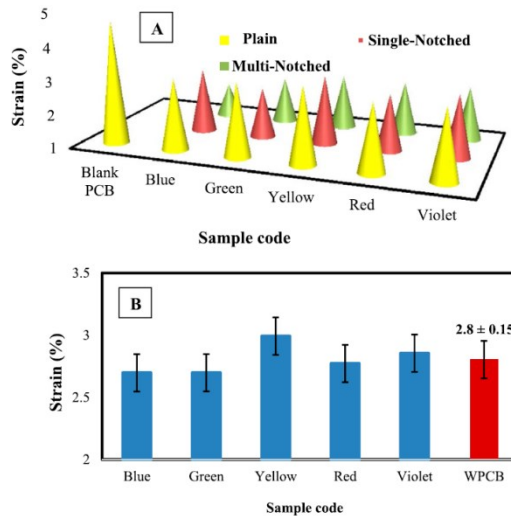 A
Plain
Single-Notched
Multi-Notched
Strain (%)
5
4
3
2
1
Blank
PCB
Blue
Green
Yellow
Red
Violet
Sample code
B
Strain (%)
3.5
3
2.5
2
2.8 ± 0.15
Blue Green Yellow Red Violet WPCB
Sample code